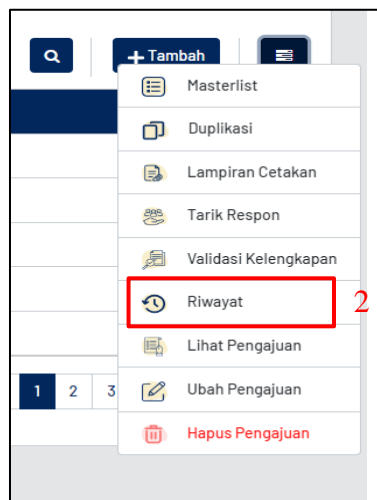 + Tambah
Masterlist
Duplikasi
Lampiran Cetakan
Tarik Respon
Validasi Kelengkapan
Riwayat
2
Lihat Pengajuan
1 2 3
Ubah Pengajuan
Hapus Pengajuan